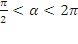 π/2 < α < 2π